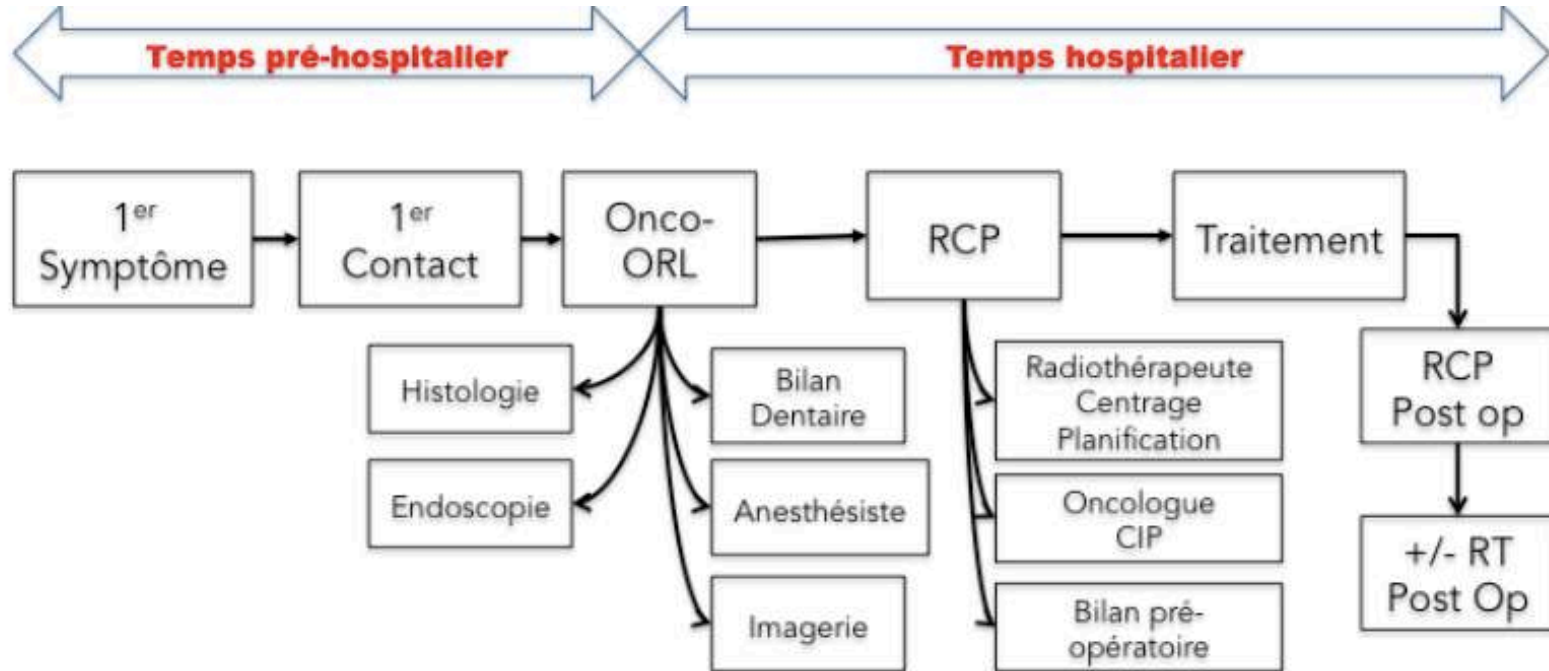 Temps pré-hospitalier
Temps hospitalier
1er
Symptôme
1er
Contact
Onco-
ORL
RCP
Traitement
Histologie
Endoscopie
Bilan
Dentaire
Anesthésiste
Imagerie
Radiothérapeute
Centrage
Planification
Oncologue
CIP
Bilan pré-
opératoire
RCP
Post op
+/- RT
Post Op